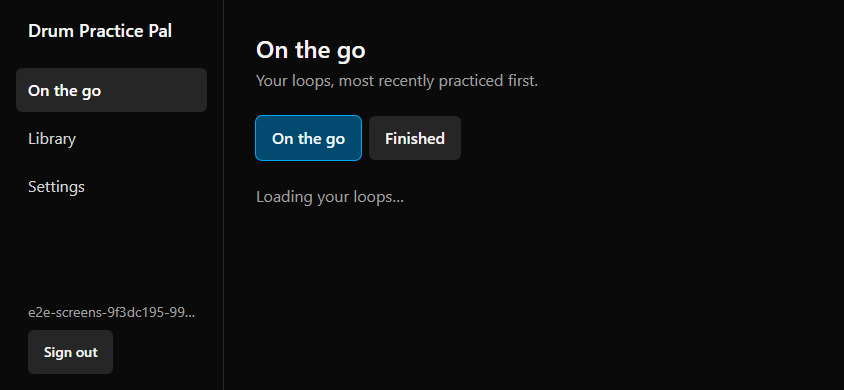 Drum Practice Pal
On the go
Library
Settings
e2e-screens-9f3dc195-99...
Sign out
On the go
Your loops, most recently practiced first.
On the go
Finished
Loading your loops...